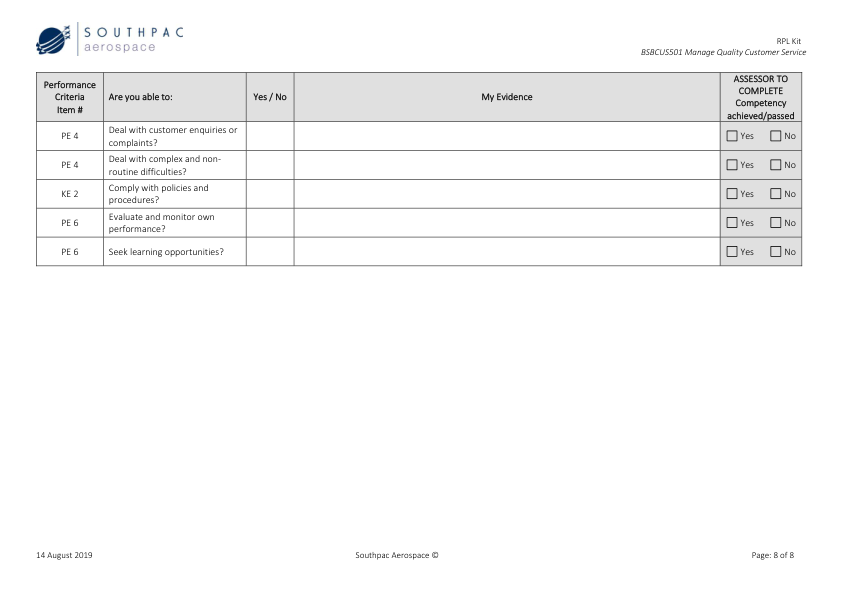 SOUTHPAC
aerospace
RPL Kit
BSBCUS501 Manage Quality Customer Service
Performance
Criteria
Item #
Are you able to:
Yes / No
My Evidence
ASSESSOR TO
COMPLETE
Competency
achieved/passed
PE 4
Deal with customer enquiries or
complaints?
Yes No
PE 4
Deal with complex and non-
routine difficulties?
Yes No
KE 2
Comply with policies and
procedures?
Yes No
PE 6
Evaluate and monitor own
performance?
Yes No
PE 6
Seek learning opportunities?
Yes No
14 August 2019
Southpac Aerospace ©
Page: 8 of 8